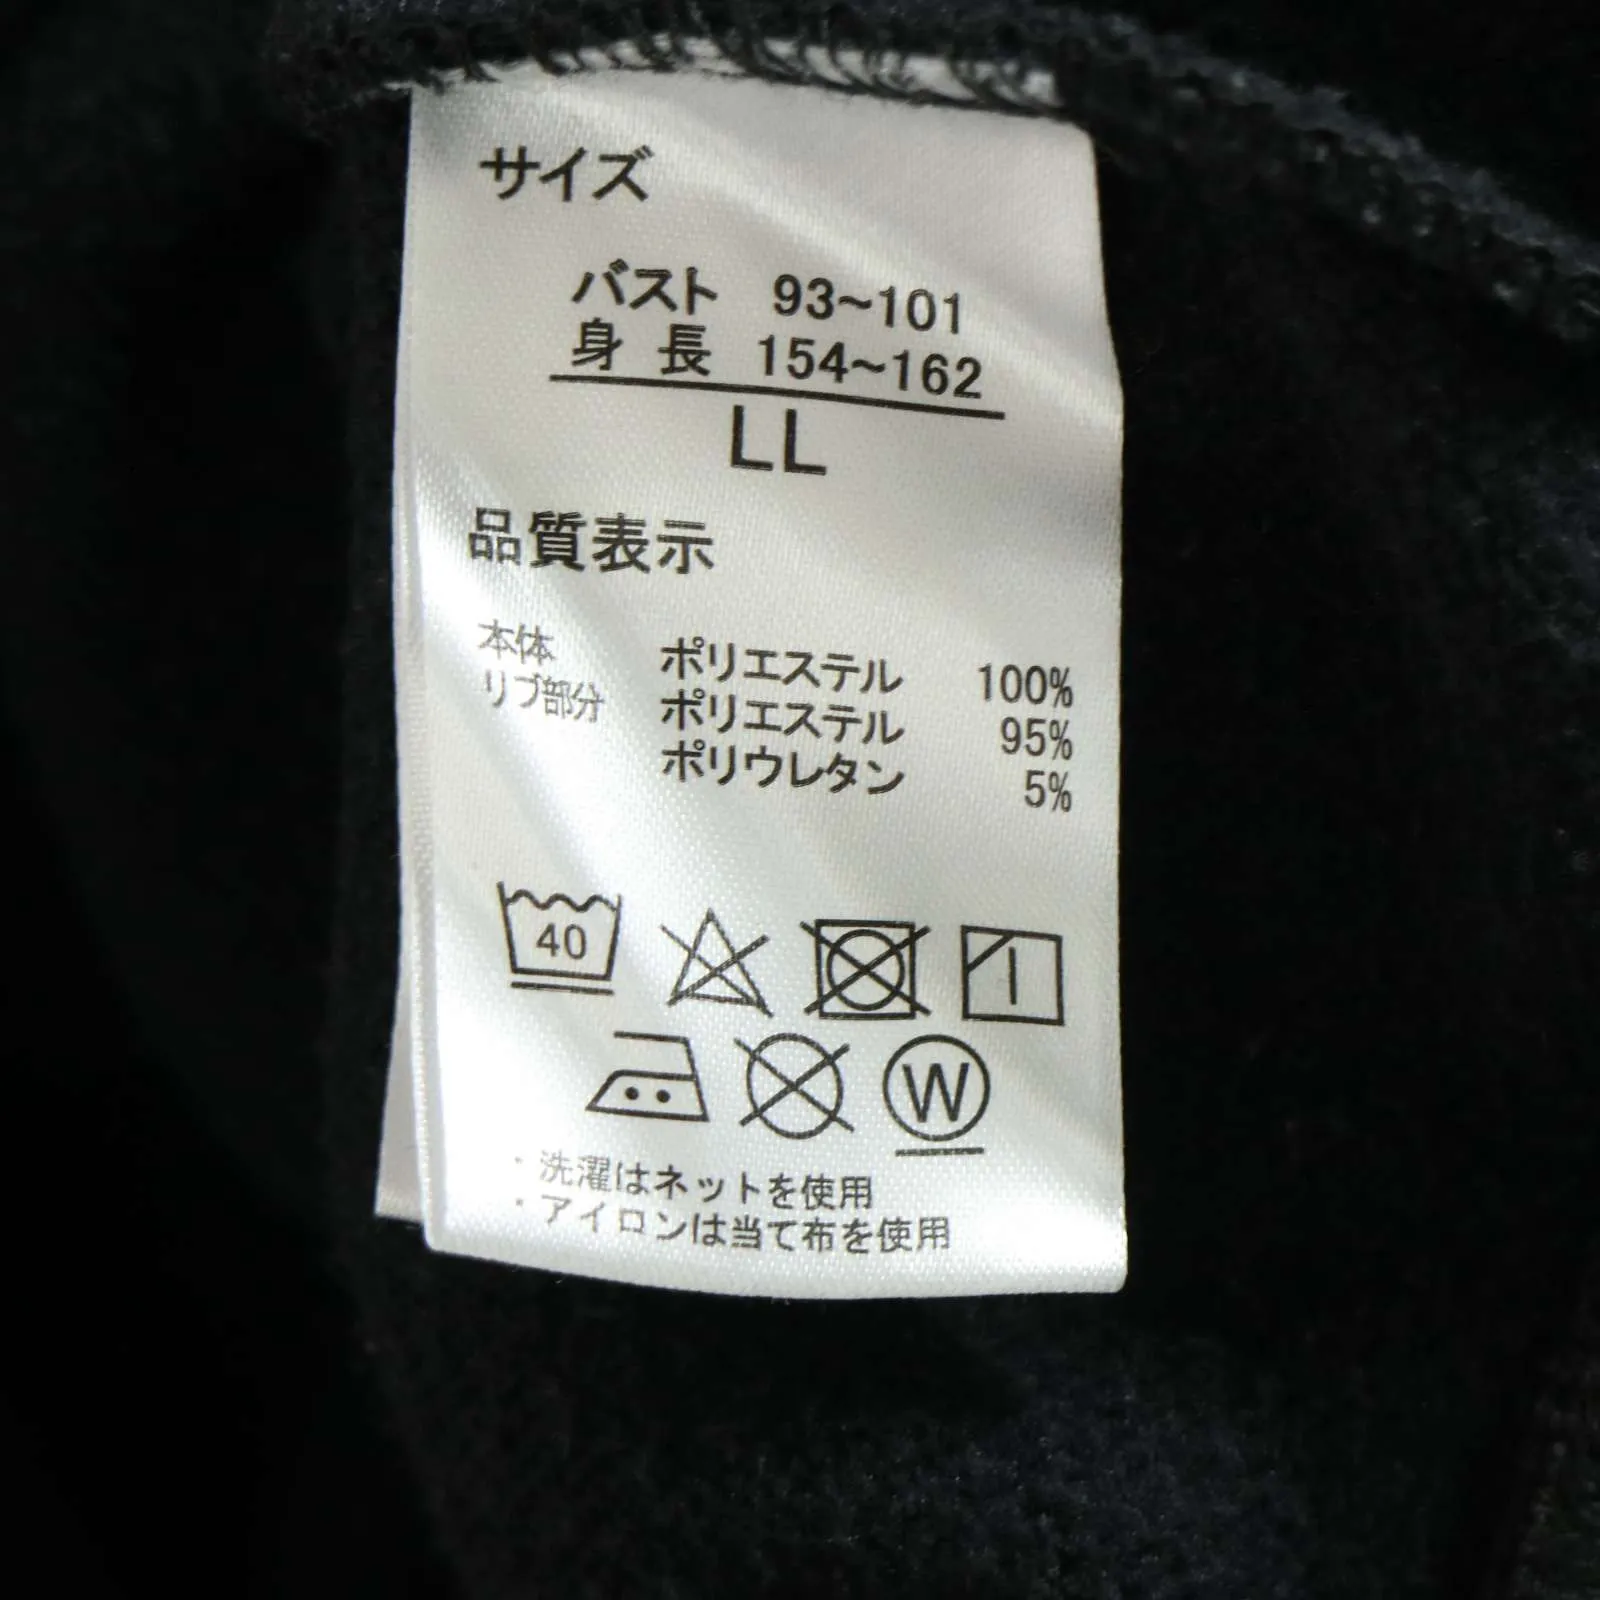 サイズ
バスト 93~101
身長 154~162
LL
品質表示
本体 ポリエステル 100%
リブ部分 ポリエステル 95%
ポリウレタン 5%
40
W
・洗濯はネットを使用
・アイロンは当て布を使用